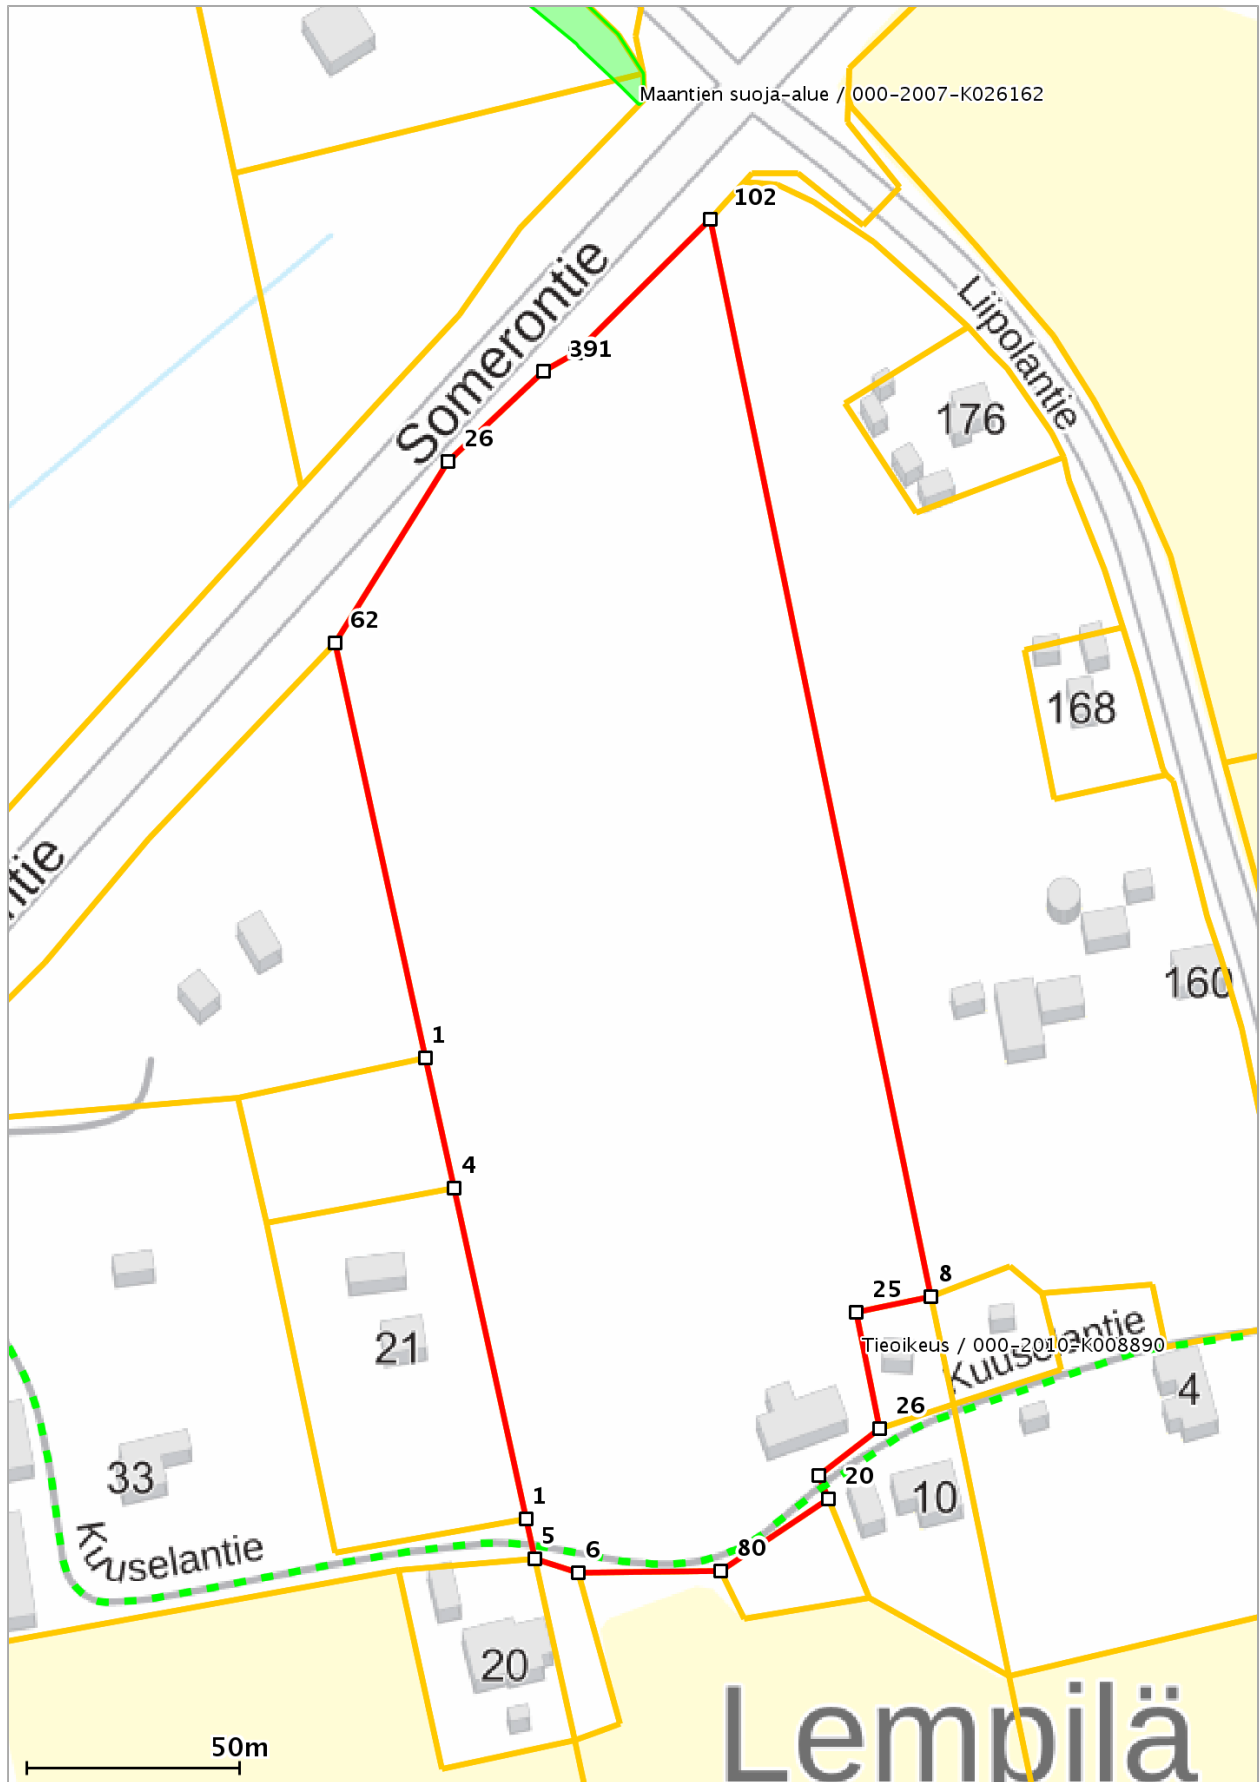 Maantien suoja-alue / 000-2007-K026162
102
Somerontie
Liipolantie
391
176
26
62
168
ntie
160
1
4
8
25
Tieoikeus / 000-2010-K008890
21
Kuuselantie
4
26
33
20
10
1
Kuuselantie
5
6
80
20
Lempilä
50m